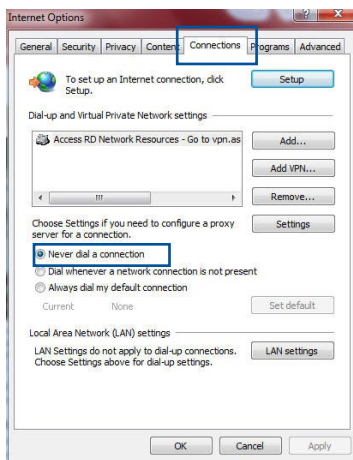 Internet Options
General Security Privacy Content Connections Programs Advanced
To set up an Internet connection, click
Setup.
Setup
Dial-up and Virtual Private Network settings
Access RD Network Resources - Go to vpn.as
Add...
Add VPN...
Remove...
Choose Settings if you need to configure a proxy
server for a connection.
Settings
Never dial a connection
Dial whenever a network connection is not present
Always dial my default connection
Current None
Set default
Local Area Network (LAN) settings
LAN Settings do not apply to dial-up connections.
Choose Settings above for dial-up settings.
LAN settings
OK Cancel Apply